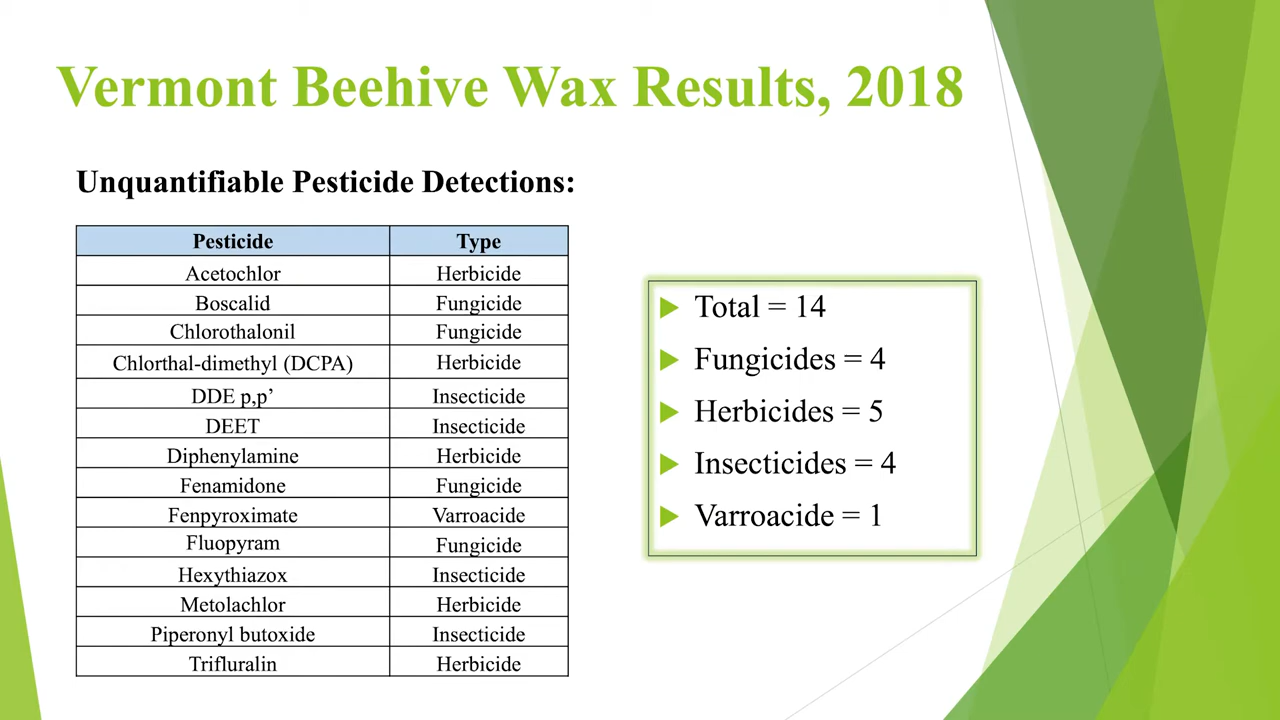 Vermont Beehive Wax Results, 2018
Unquantifiable Pesticide Detections:
Pesticide Type
Acetochlor Herbicide
Boscalid Fungicide
Chlorothalonil Fungicide
Chlorthal-dimethyl (DCPA) Herbicide
DDE p,p’ Insecticide
DEET Insecticide
Diphenylamine Herbicide
Fenamidone Fungicide
Fenpyroximate Varroacide
Fluopyram Fungicide
Hexythiazox Insecticide
Metolachlor Herbicide
Piperonyl butoxide Insecticide
Trifluralin Herbicide
Total = 14
Fungicides = 4
Herbicides = 5
Insecticides = 4
Varroacide = 1